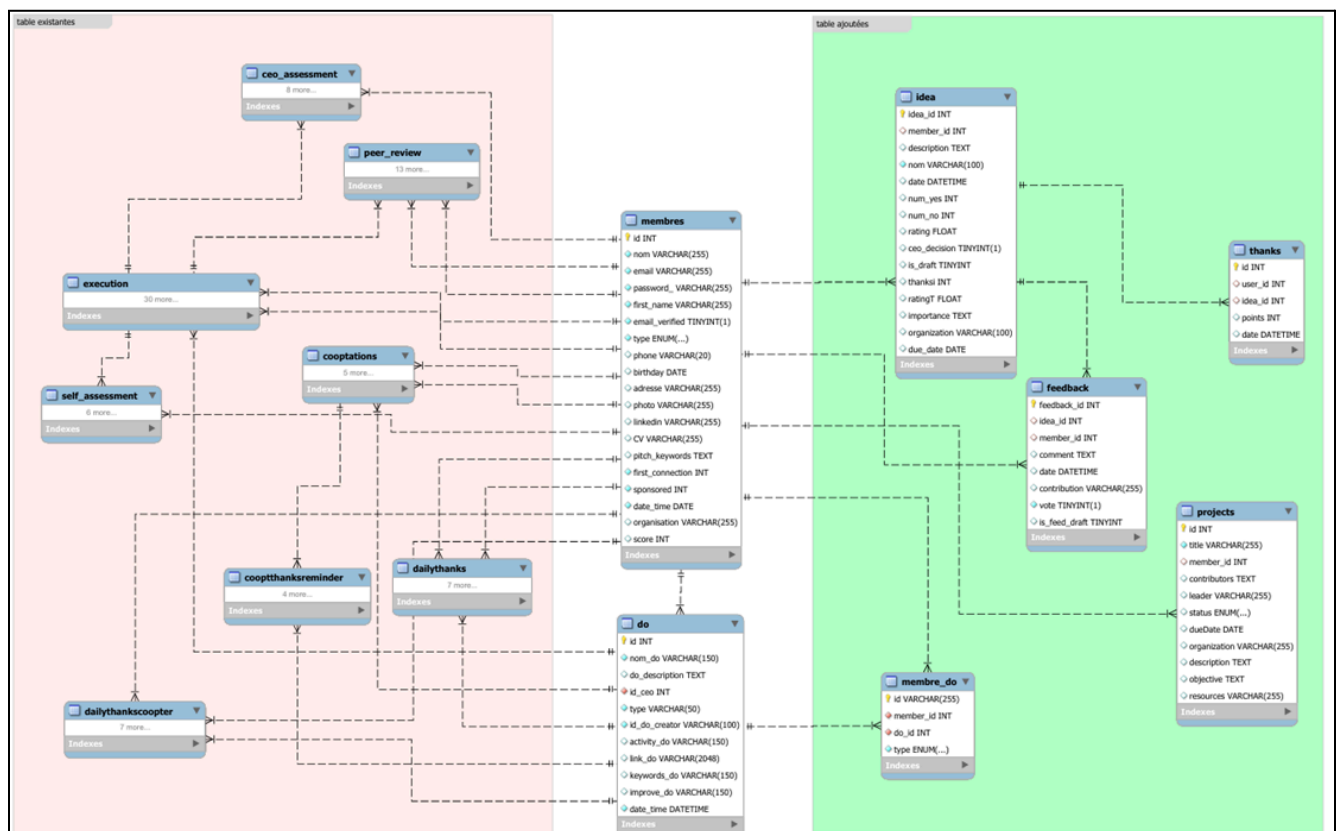 table existantes
ceo_assessment
8 more...
Indexes
peer_review
13 more...
Indexes
execution
30 more...
Indexes
cooptations
5 more...
Indexes
self_assessment
6 more...
Indexes
cooptthanksreminder
4 more...
Indexes
dailythanks
7 more...
Indexes
dailythankscoopter
7 more...
Indexes
membres
id INT
nom VARCHAR(255)
email VARCHAR(255)
password_ VARCHAR(255)
first_name VARCHAR(255)
email_verified TINYINT(1)
type ENUM(...)
phone VARCHAR(20)
birthday DATE
adresse VARCHAR(255)
photo VARCHAR(255)
linkedin VARCHAR(255)
CV VARCHAR(255)
pitch_keywords TEXT
first_connection INT
sponsored INT
date_time DATE
organisation VARCHAR(255)
score INT
Indexes
do
id INT
nom_do VARCHAR(150)
do_description TEXT
id_ceo INT
type VARCHAR(50)
id_do_creator VARCHAR(100)
activity_do VARCHAR(150)
link_do VARCHAR(2048)
keywords_do VARCHAR(150)
improve_do VARCHAR(150)
date_time DATETIME
Indexes
table ajoutées
idea
idea_id INT
member_id INT
description TEXT
nom VARCHAR(100)
date DATETIME
num_yes INT
num_no INT
rating FLOAT
ceo_decision TINYINT(1)
is_draft TINYINT
thanksi INT
ratingT FLOAT
importance TEXT
organization VARCHAR(100)
due_date DATE
Indexes
thanks
id INT
user_id INT
idea_id INT
points INT
date DATETIME
Indexes
feedback
feedback_id INT
idea_id INT
member_id INT
comment TEXT
date DATETIME
contribution VARCHAR(255)
vote TINYINT(1)
is_feed_draft TINYINT
Indexes
projects
id INT
title VARCHAR(255)
member_id INT
contributors TEXT
leader VARCHAR(255)
status ENUM(...)
dueDate DATE
organization VARCHAR(255)
description TEXT
objective TEXT
resources VARCHAR(255)
Indexes
membre_do
id VARCHAR(255)
member_id INT
do_id INT
type ENUM(...)
Indexes